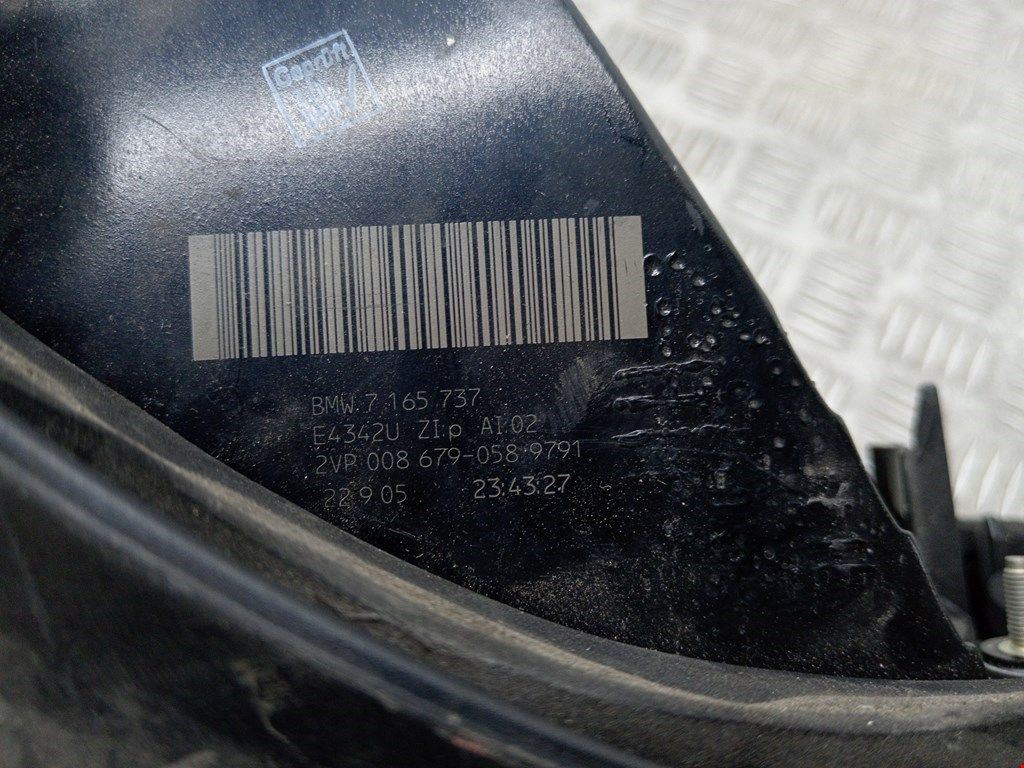 Geprüft
BMW 7 165 737
E4342U ZI:p AI.02
2VP 008 679-058 9791
22 9 05 23:43:27